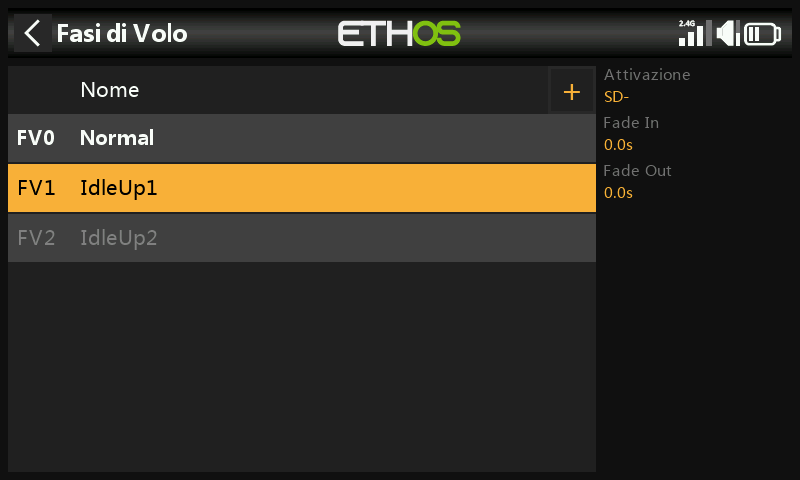 Fasi di Volo
ETHOS
2.4G
Nome
+
FV0 Normal
FV1 IdleUp1
FV2 IdleUp2
Attivazione
SD-
Fade In
0.0s
Fade Out
0.0s